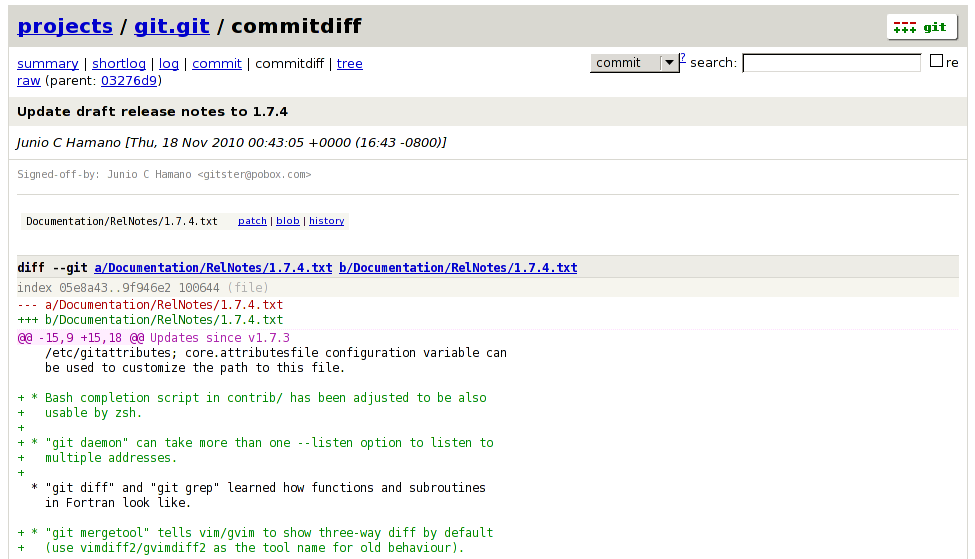 projects / git.git / commitdiff
git
summary | shortlog | log | commit | commitdiff | tree
commit ? search: re
raw (parent: 03276d9)
Update draft release notes to 1.7.4
Junio C Hamano [Thu, 18 Nov 2010 00:43:05 +0000 (16:43 -0800)]
Signed-off-by: Junio C Hamano <gitster@pobox.com>
Documentation/RelNotes/1.7.4.txt patch | blob | history
diff --git a/Documentation/RelNotes/1.7.4.txt b/Documentation/RelNotes/1.7.4.txt
index 05e8a43..9f946e2 100644 (file)
--- a/Documentation/RelNotes/1.7.4.txt
+++ b/Documentation/RelNotes/1.7.4.txt
@@ -15,9 +15,18 @@ Updates since v1.7.3
/etc/gitattributes; core.attributesfile configuration variable can
be used to customize the path to this file.
+ * Bash completion script in contrib/ has been adjusted to be also
+   usable by zsh.
+
+ * "git daemon" can take more than one --listen option to listen to
+   multiple addresses.
+
* "git diff" and "git grep" learned how functions and subroutines
in Fortran look like.
+ * "git mergetool" tells vim/gvim to show three-way diff by default
+   (use vimdiff2/gvimdiff2 as the tool name for old behaviour).